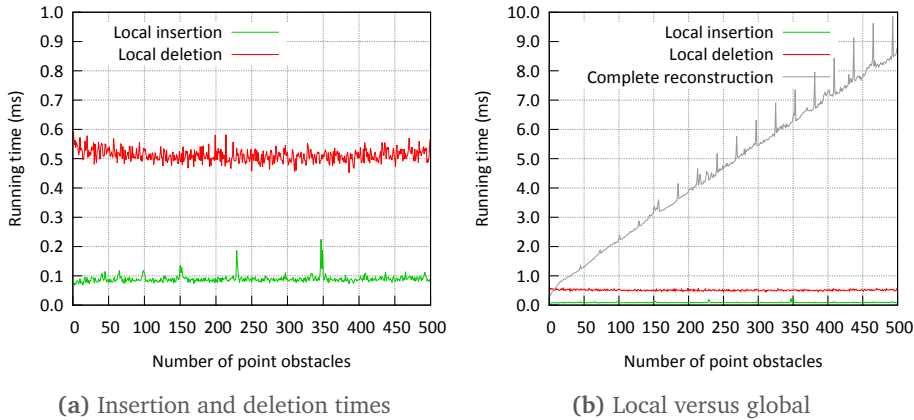 Running time (ms)
1.0
0.9
0.8
0.7
0.6
0.5
0.4
0.3
0.2
0.1
0.0
Local insertion
Local deletion
0 50 100 150 200 250 300 350 400 450 500
Number of point obstacles
(a) Insertion and deletion times
Running time (ms)
10.0
9.0
8.0
7.0
6.0
5.0
4.0
3.0
2.0
1.0
0.0
Local insertion
Local deletion
Complete reconstruction
0 50 100 150 200 250 300 350 400 450 500
Number of point obstacles
(b) Local versus global